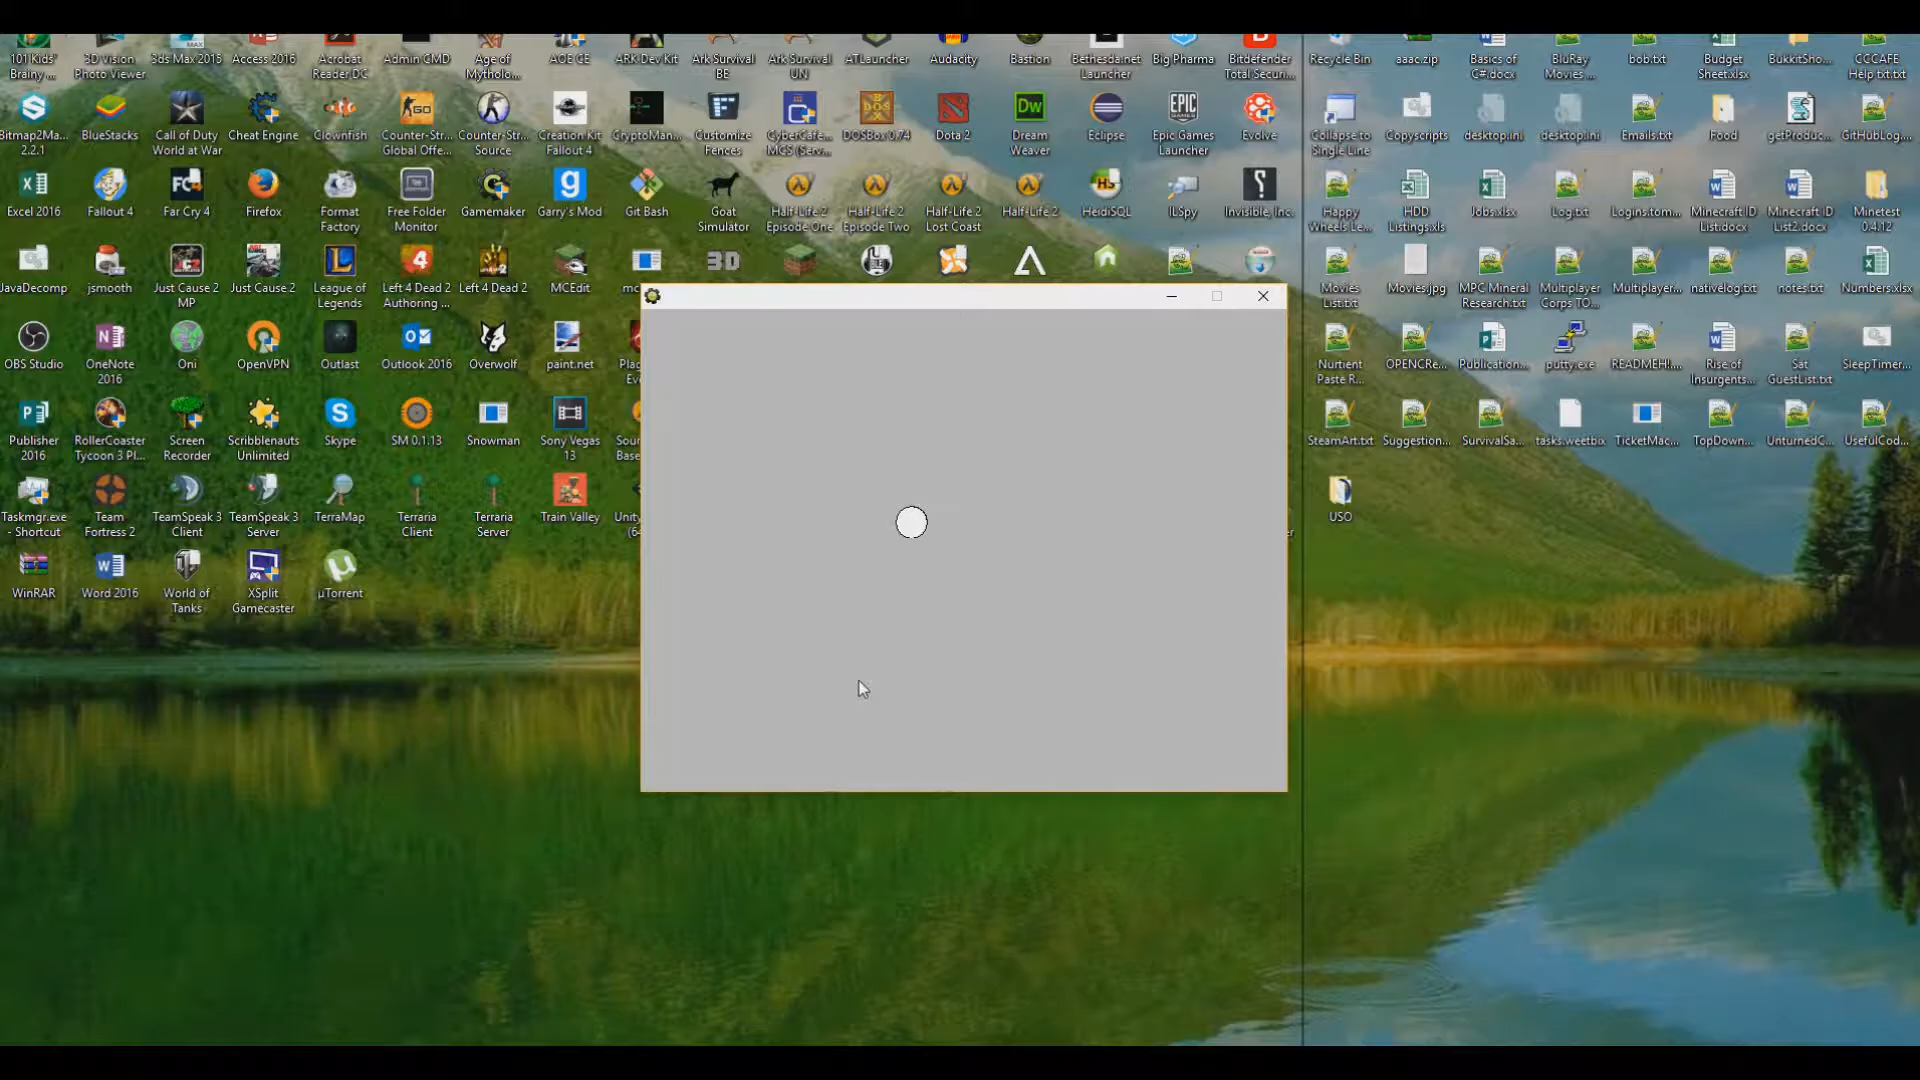 101 Kids'
Brainy ...
3D Vision
Photo Viewer
3ds Max 2015
Access 2016
Acrobat
Reader DC
Admin CMD
Age of
Mytholo...
AOE GE
ARK Dev Kit
Ark Survival
BE
Ark Survival
UN
ATLauncher
Audacity
Bastion
Bethesda.net
Launcher
Big Pharma
Bitdefender
Total Securi...
Recycle Bin
aaac.zip
Basics of
C#.docx
BluRay
Movies ...
bob.txt
Budget
Sheet.xlsx
BukkitSho...
CCCAFE
Help txt.txt
Bitmap2Ma...
2.2.1
BlueStacks
Call of Duty
World at War
Cheat Engine
Clownfish
Counter-Str...
Global Offe...
Counter-Str...
Source
Creation Kit
Fallout 4
CryptoMan...
Customize
Fences
CyberCafe...
MCS (Serv...
DOSBox 0.74
Dota 2
Dream
Weaver
Eclipse
Epic Games
Launcher
Evolve
Collapse to
Single Line
Copyscripts
desktop.ini
desktop.ini
Emails.txt
Food
getProduc...
GitHubLog...
Excel 2016
Fallout 4
Far Cry 4
Firefox
Format
Factory
Free Folder
Monitor
Gamemaker
Garry's Mod
Git Bash
Goat
Simulator
Half-Life 2
Episode One
Half-Life 2
Episode Two
Half-Life 2
Lost Coast
Half-Life 2
HeidiSQL
ILSpy
Invisible, Inc.
Happy
Wheels Le...
HDD
Listings.xls
Jobs.xlsx
Log.txt
Logins.tom...
Minecraft ID
List.docx
Minecraft ID
List2.docx
Minetest
0.4.12
JavaDecomp
jsmooth
Just Cause 2
MP
Just Cause 2
League of
Legends
Left 4 Dead 2
Authoring ...
Left 4 Dead 2
MCEdit
3D
Movies
List.txt
Movies.jpg
MPC Mineral
Research.txt
Multiplayer
Corps TO...
Multiplayer...
nativelog.txt
notes.txt
Numbers.xlsx
OBS Studio
OneNote
2016
Oni
OpenVPN
Outlast
Outlook 2016
Overwolf
paint.net
Nurtient
Paste R...
OPENCRe...
Publication...
putty.exe
README!!...
Rise of
Insurgents...
Sat
GuestList.txt
SleepTimer...
Publisher
2016
RollerCoaster
Tycoon 3 Pl...
Screen
Recorder
Scribblenauts
Unlimited
Skype
SM 0.1.13
Snowman
Sony Vegas
13
SteamArt.txt
Suggestion...
SurvivalSa...
tasks.weetbix
TicketMac...
TopDown...
UnturnedC...
UsefulCod...
Taskmgr.exe
- Shortcut
Team
Fortress 2
TeamSpeak 3
Client
TeamSpeak 3
Server
TerraMap
Terraria
Client
Terraria
Server
Train Valley
USO
WinRAR
Word 2016
World of
Tanks
XSplit
Gamecaster
µTorrent